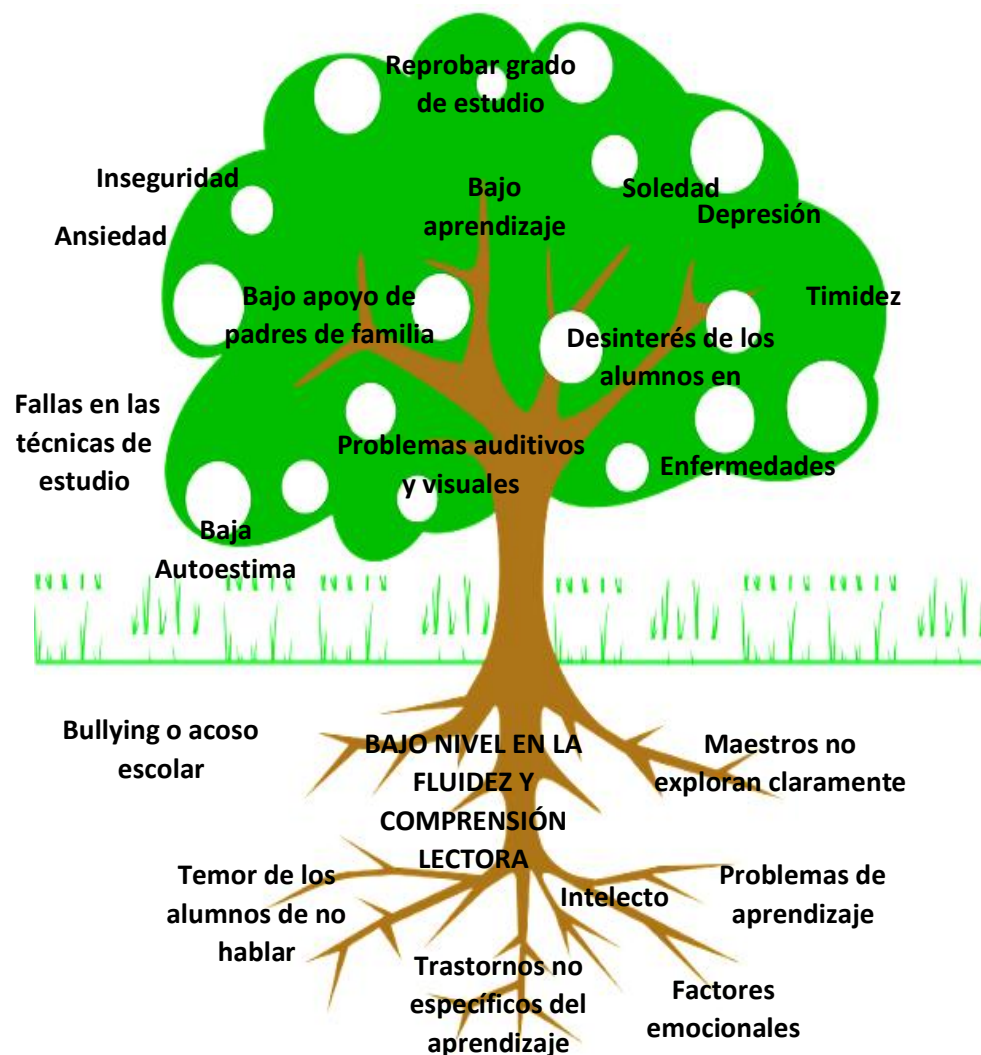 Reprobar grado
de estudio
Inseguridad
Ansiedad
Bajo
aprendizaje
Soledad
Depresión
Bajo apoyo de
padres de familia
Timidez
Desinterés de los
alumnos en
Fallas en las
técnicas de
estudio
Problemas auditivos
y visuales
Enfermedades
Baja
Autoestima
Bullying o acoso
escolar
BAJO NIVEL EN LA
FLUIDEZ Y
COMPRENSIÓN
LECTORA
Maestros no
exploran claramente
Temor de los
alumnos de no
hablar
Intelecto
Problemas de
aprendizaje
Trastornos no
específicos del
aprendizaje
Factores
emocionales